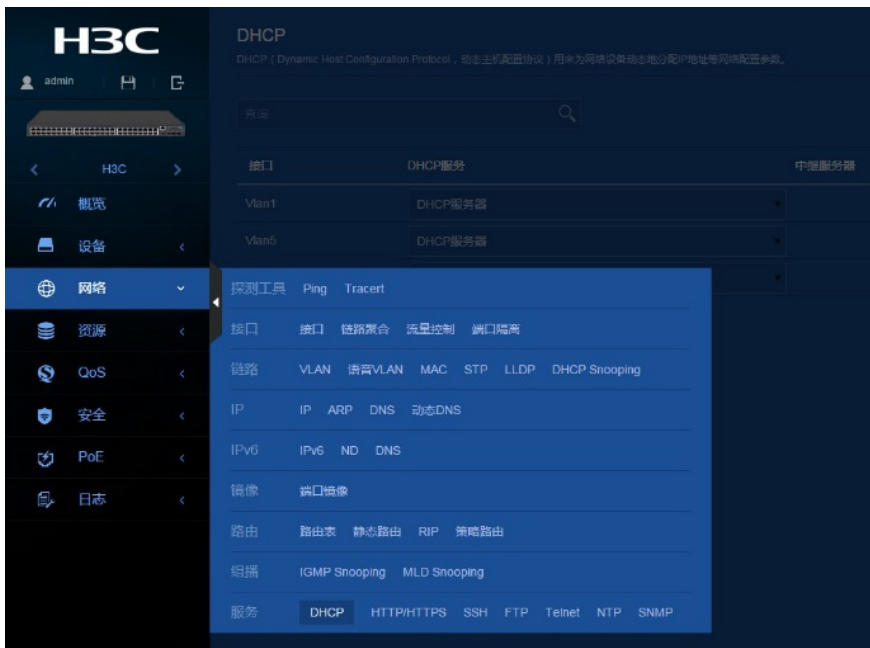 H3C
admin
H3C
概览
设备
网络
资源
QoS
安全
PoE
日志
DHCP
DHCP（Dynamic Host Configuration Protocol，动态主机配置协议）用来为网络设备动态地分配IP地址等网络配置参数。
查询
接口 DHCP服务 中继服务器
Vlan1 DHCP服务器
Vlan5 DHCP服务器
探测工具 Ping Tracert
接口 接口 链路聚合 流量控制 端口隔离
链路 VLAN 语音VLAN MAC STP LLDP DHCP Snooping
IP IP ARP DNS 动态DNS
IPv6 IPv6 ND DNS
镜像 端口镜像
路由 路由表 静态路由 RIP 策略路由
组播 IGMP Snooping MLD Snooping
服务 DHCP HTTP/HTTPS SSH FTP Telnet NTP SNMP